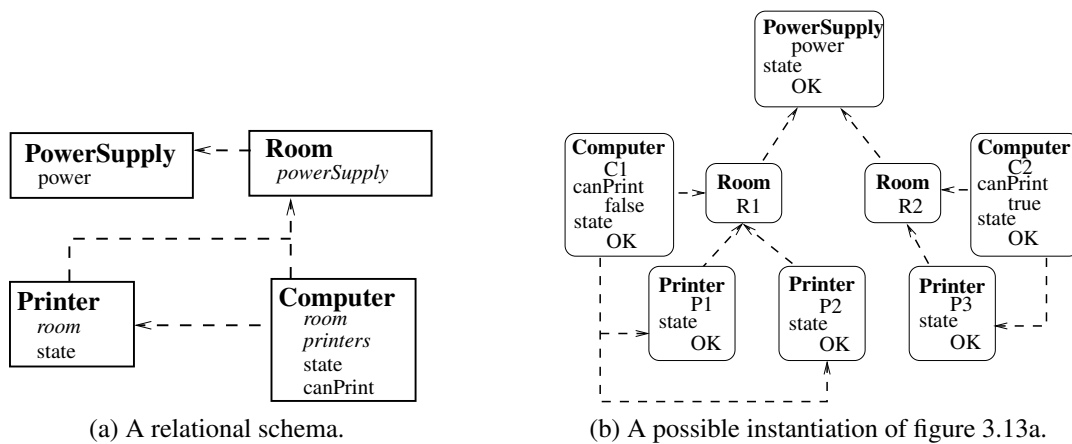 PowerSupply
power
Room
powerSupply
Printer
room
state
Computer
room
printers
state
canPrint
(a) A relational schema.
PowerSupply
power
state
OK
Computer
C1
canPrint
false
state
OK
Room
R1
Room
R2
Computer
C2
canPrint
true
state
OK
Printer
P1
state
OK
Printer
P2
state
OK
Printer
P3
state
OK
(b) A possible instantiation of figure 3.13a.